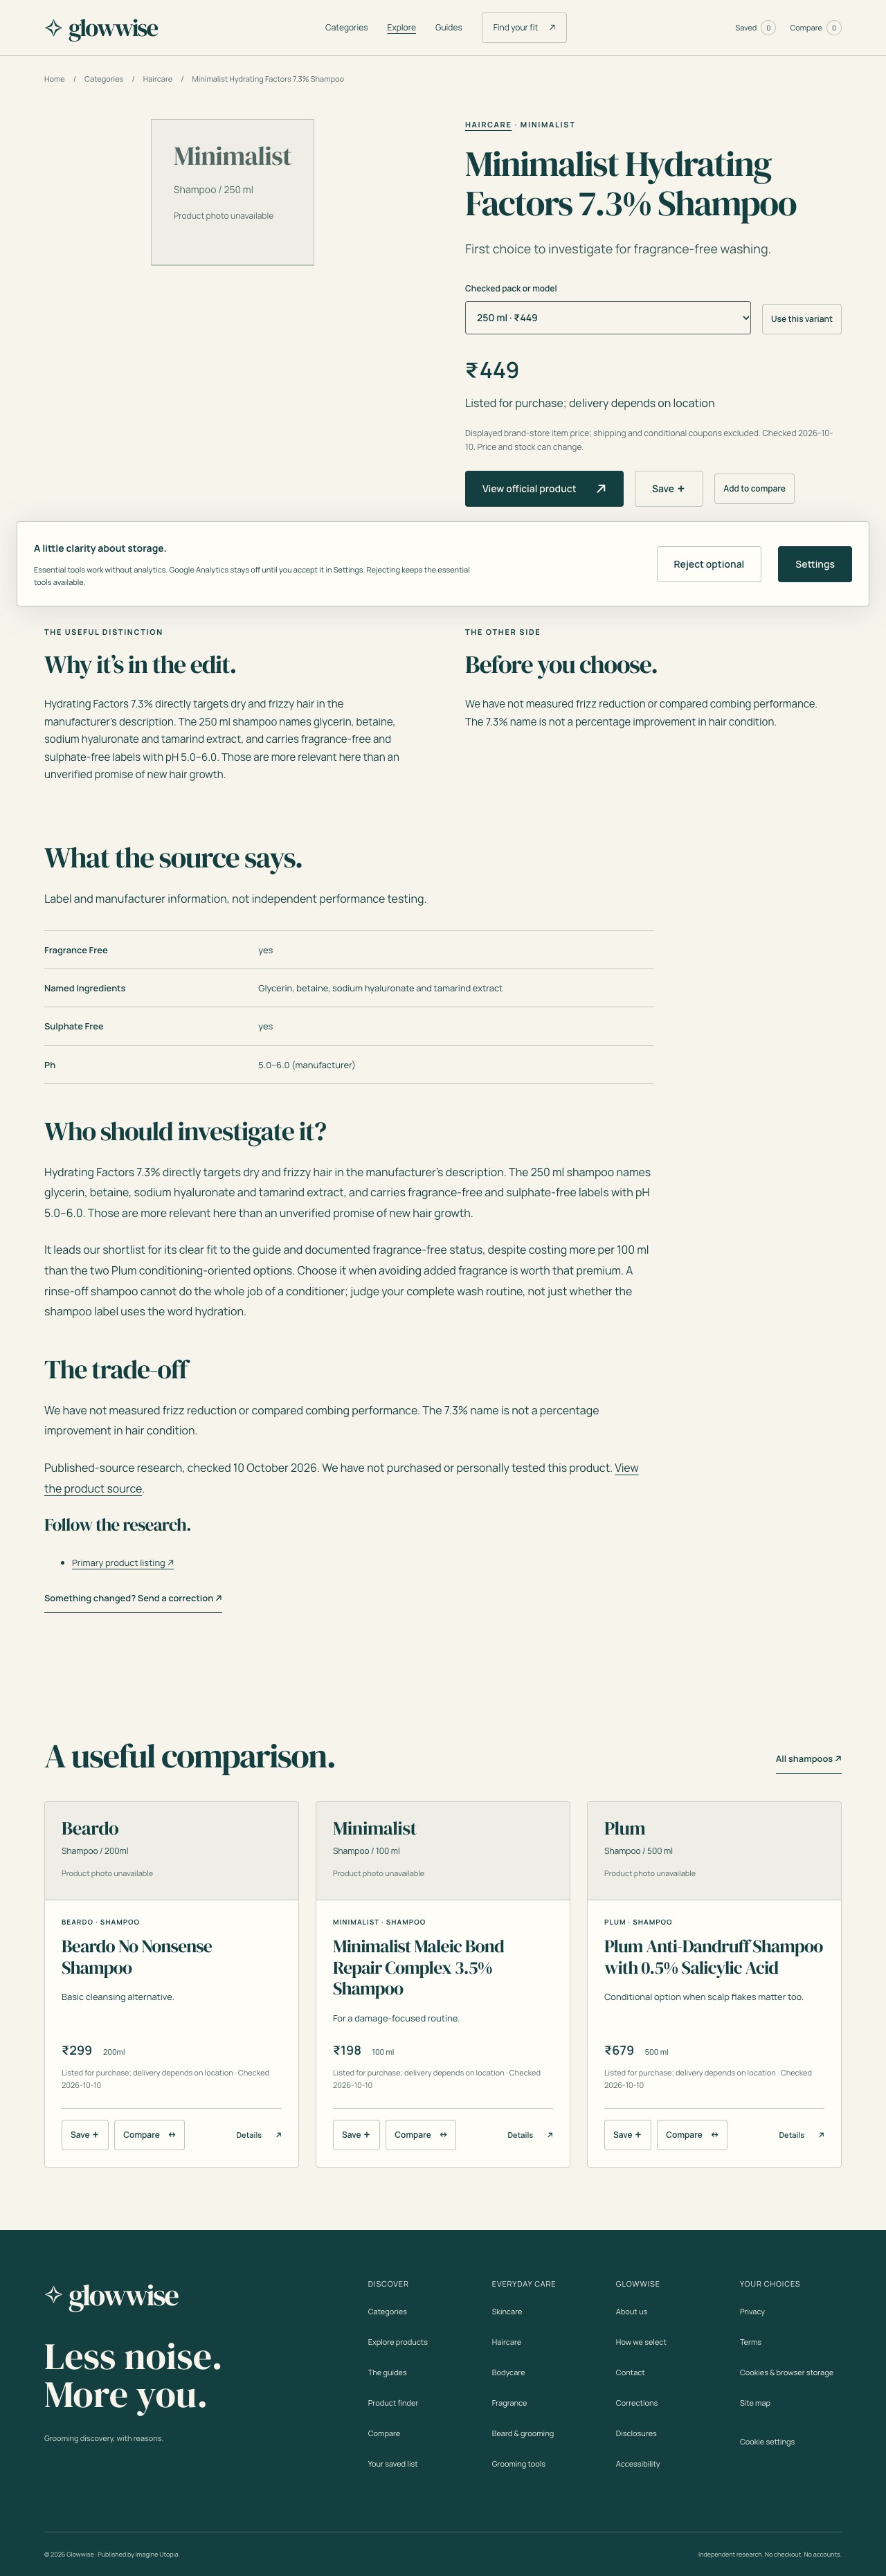 glowwise
Categories
Explore
Guides
Find your fit ↗
Saved 0
Compare 0
Home / Categories / Haircare / Minimalist Hydrating Factors 7.3% Shampoo
Minimalist
Shampoo / 250 ml
Product photo unavailable
HAIRCARE · MINIMALIST
Minimalist Hydrating
Factors 7.3% Shampoo
First choice to investigate for fragrance-free washing.
Checked pack or model
250 ml · ₹449
Use this variant
₹449
Listed for purchase; delivery depends on location
Displayed brand-store item price; shipping and conditional coupons excluded. Checked 2026-10-
10. Price and stock can change.
View official product ↗
Save +
Add to compare
A little clarity about storage.
Essential tools work without analytics. Google Analytics stays off until you accept it in Settings. Rejecting keeps the essential
tools available.
Reject optional
Settings
THE USEFUL DISTINCTION
Why it’s in the edit.
Hydrating Factors 7.3% directly targets dry and frizzy hair in the
manufacturer’s description. The 250 ml shampoo names glycerin, betaine,
sodium hyaluronate and tamarind extract, and carries fragrance-free and
sulphate-free labels with pH 5.0–6.0. Those are more relevant here than an
unverified promise of new hair growth.
THE OTHER SIDE
Before you choose.
We have not measured frizz reduction or compared combing performance.
The 7.3% name is not a percentage improvement in hair condition.
What the source says.
Label and manufacturer information, not independent performance testing.
Fragrance Free yes
Named Ingredients Glycerin, betaine, sodium hyaluronate and tamarind extract
Sulphate Free yes
Ph 5.0–6.0 (manufacturer)
Who should investigate it?
Hydrating Factors 7.3% directly targets dry and frizzy hair in the manufacturer’s description. The 250 ml shampoo names
glycerin, betaine, sodium hyaluronate and tamarind extract, and carries fragrance-free and sulphate-free labels with pH
5.0–6.0. Those are more relevant here than an unverified promise of new hair growth.
It leads our shortlist for its clear fit to the guide and documented fragrance-free status, despite costing more per 100 ml
than the two Plum conditioning-oriented options. Choose it when avoiding added fragrance is worth that premium. A
rinse-off shampoo cannot do the whole job of a conditioner; judge your complete wash routine, not just whether the
shampoo label uses the word hydration.
The trade-off
We have not measured frizz reduction or compared combing performance. The 7.3% name is not a percentage
improvement in hair condition.
Published-source research, checked 10 October 2026. We have not purchased or personally tested this product. View
the product source.
Follow the research.
• Primary product listing ↗
Something changed? Send a correction ↗
A useful comparison.
All shampoos ↗
Beardo
Shampoo / 200ml
Product photo unavailable
BEARDO · SHAMPOO
Beardo No Nonsense
Shampoo
Basic cleansing alternative.
₹299 200ml
Listed for purchase; delivery depends on location · Checked
2026-10-10
Save +
Compare ↔
Details ↗
Minimalist
Shampoo / 100 ml
Product photo unavailable
MINIMALIST · SHAMPOO
Minimalist Maleic Bond
Repair Complex 3.5%
Shampoo
For a damage-focused routine.
₹198 100 ml
Listed for purchase; delivery depends on location · Checked
2026-10-10
Save +
Compare ↔
Details ↗
Plum
Shampoo / 500 ml
Product photo unavailable
PLUM · SHAMPOO
Plum Anti-Dandruff Shampoo
with 0.5% Salicylic Acid
Conditional option when scalp flakes matter too.
₹679 500 ml
Listed for purchase; delivery depends on location · Checked
2026-10-10
Save +
Compare ↔
Details ↗
glowwise
Less noise.
More you.
Grooming discovery, with reasons.
DISCOVER
Categories
Explore products
The guides
Product finder
Compare
Your saved list
EVERYDAY CARE
Skincare
Haircare
Bodycare
Fragrance
Beard & grooming
Grooming tools
GLOWWISE
About us
How we select
Contact
Corrections
Disclosures
Accessibility
YOUR CHOICES
Privacy
Terms
Cookies & browser storage
Site map
Cookie settings
© 2026 Glowwise · Published by Imagine Utopia
Independent research. No checkout. No accounts.